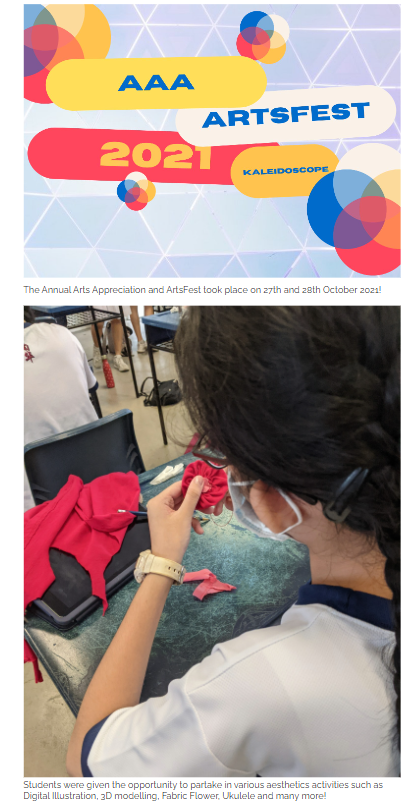 AAA
ARTSFEST
2021
KALEIDOSCOPE
The Annual Arts Appreciation and ArtsFest took place on 27th and 28th October 2021!
Students were given the opportunity to partake in various aesthetics activities such as
Digital Illustration, 3D modelling, Fabric Flower, Ukulele and many more!